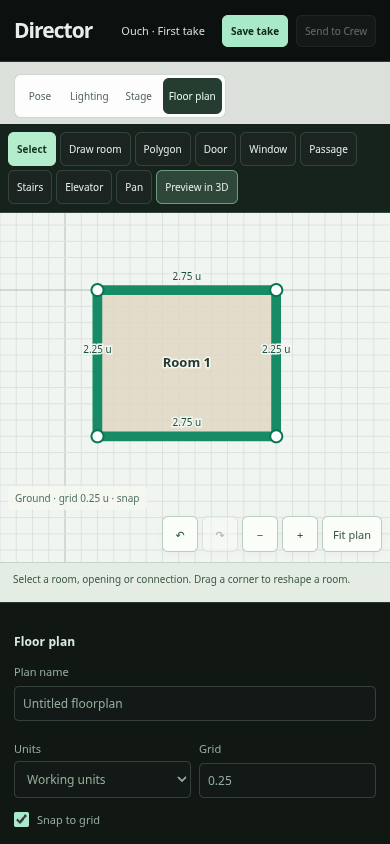 Director
Ouch · First take
Save take
Send to Crew
Pose
Lighting
Stage
Floor plan
Select
Draw room
Polygon
Door
Window
Passage
Stairs
Elevator
Pan
Preview in 3D
2.75 u
2.25 u
2.25 u
Room 1
2.75 u
Ground · grid 0.25 u · snap
Fit plan
Select a room, opening or connection. Drag a corner to reshape a room.
Floor plan
Plan name
Untitled floorplan
Units
Grid
Working units
0.25
Snap to grid